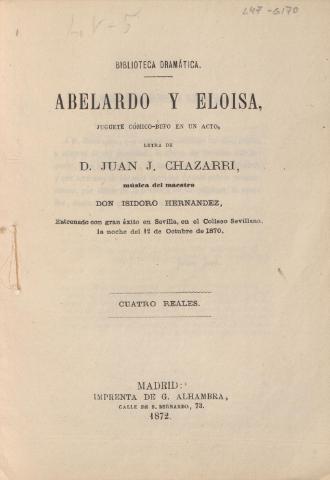 L47-6170
BIBLIOTECA DRAMÁTICA.
ABELARDO Y ELOISA,
JUGUETE CÓMICO-BUFO EN UN ACTO,
LETRA DE
D. JUAN J. CHAZARRI,
música del maestro
DON ISIDORO HERNANDEZ,
Estrenado con gran éxito en Sevilla, en el Coliseo Sevillano.
la noche del 12 de Octubre de 1870.
CUATRO REALES.
MADRID:
IMPRENTA DE G. ALHAMBRA,
CALLE DE S. BERNARDO, 73.
1872.